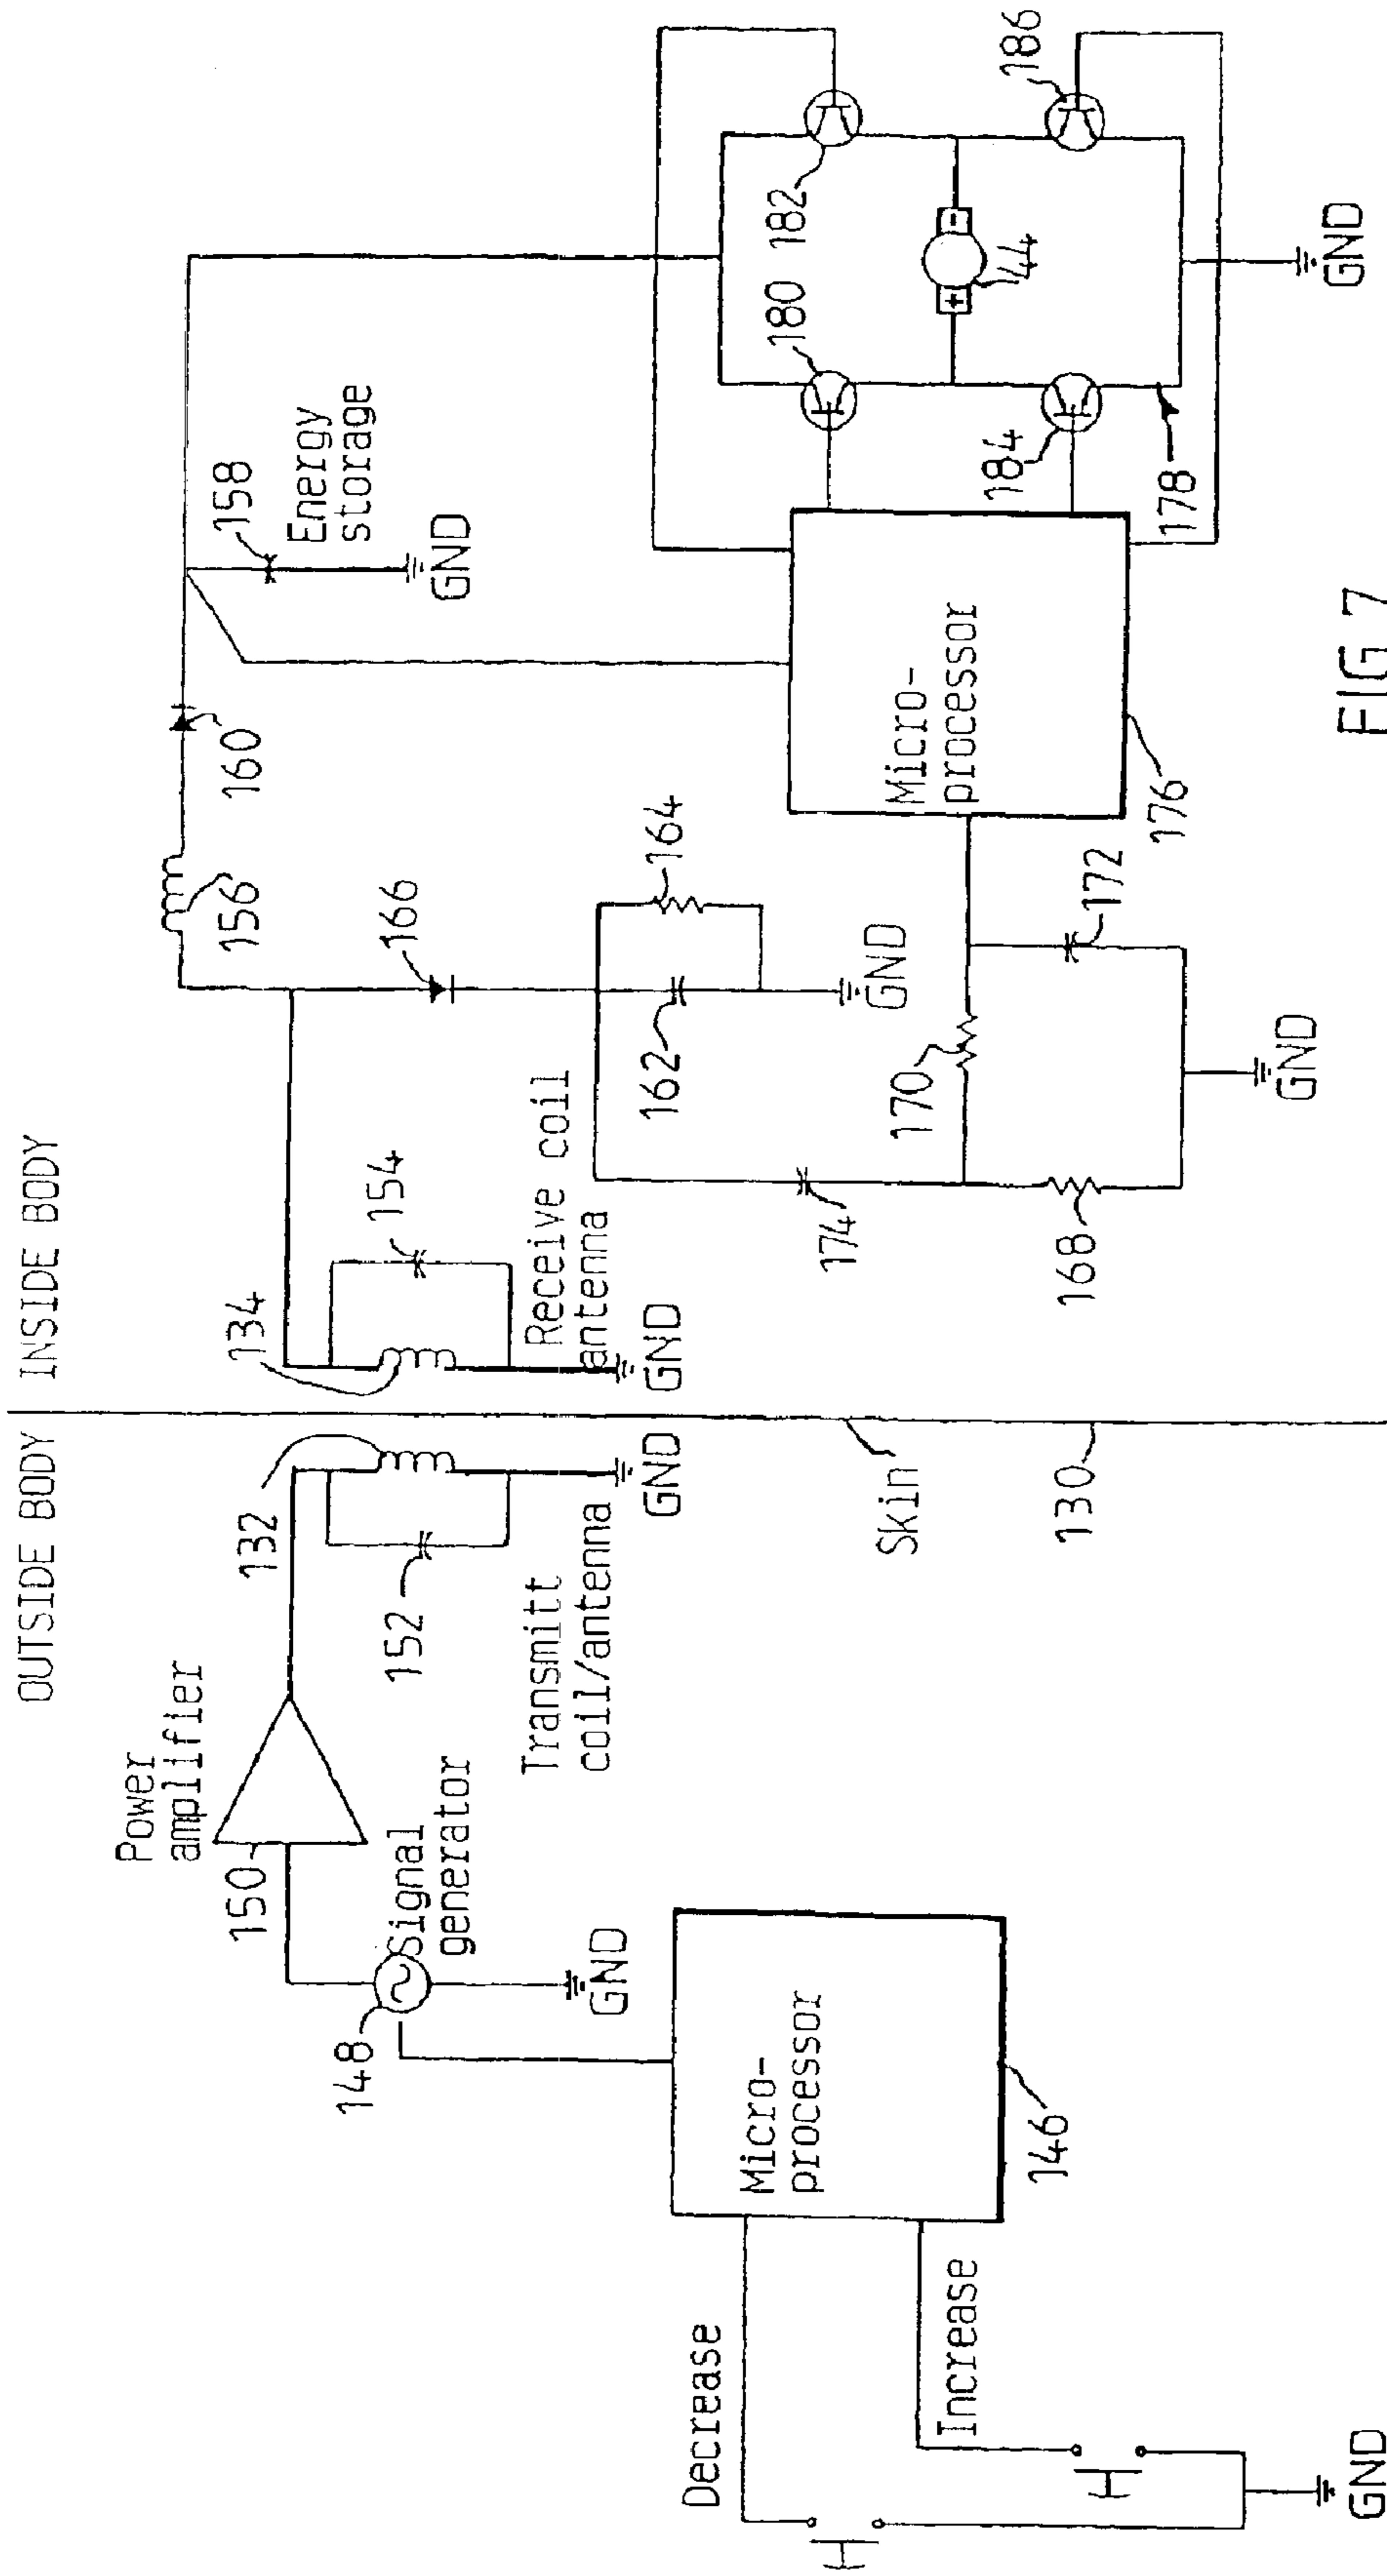 OUTSIDE BODY
INSIDE BODY
Power
amplifier
150
Signal
generator
148
GND
132
152
Transmitt
coil/antenna
GND
Micro-
processor
146
Decrease
Increase
GND
Skin
130
134
154
Receive coil
antenna
GND
156
160
158
Energy
storage
GND
166
164
162
GND
174
170
172
168
GND
Micro-
processor
176
180
182
+
-
144
184
186
178
GND
FIG 7